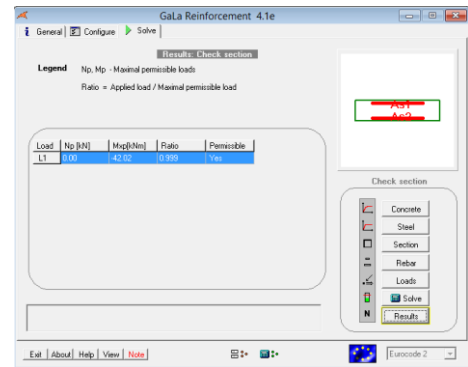 GaLa Reinforcement 4.1e
General
Configure
Solve
Results: Check section
Legend
Np, Mp - Maximal permissible loads
Ratio = Applied load / Maximal permissible load
As1
As2
Load Np [kN] Mxp[kNm] Ratio Permissible
L1 0.00 -42.02 0.999 Yes
Check section
Concrete
Steel
Section
Rebar
Loads
Solve
N Results
Exit About Help View Note
Eurocode 2